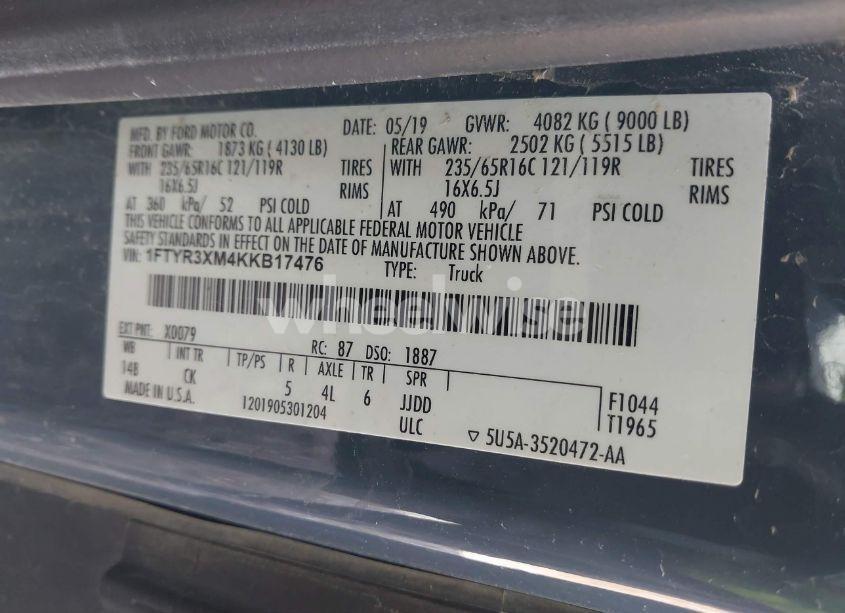 MFD. BY FORD MOTOR CO. DATE: 05/19 GVWR: 4082 KG ( 9000 LB)
FRONT GAWR: 1873 KG ( 4130 LB) REAR GAWR: 2502 KG ( 5515 LB)
WITH 235/65R16C 121/119R TIRES WITH 235/65R16C 121/119R TIRES
16X6.5J RIMS 16X6.5J RIMS
AT 360 kPa/ 52 PSI COLD AT 490 kPa/ 71 PSI COLD
THIS VEHICLE CONFORMS TO ALL APPLICABLE FEDERAL MOTOR VEHICLE
SAFETY STANDARDS IN EFFECT ON THE DATE OF MANUFACTURE SHOWN ABOVE.
VIN: 1FTYR3XM4KKB17476 TYPE: Truck
wheelwise
EXT PNT: X0079 RC: 87 DSO: 1887
WB INT TR TP/PS R AXLE TR SPR
14B CK 5 4L 6 JJDD F1044
MADE IN U.S.A. 1201905301204 ULC T1965
▽ 5U5A-3520472-AA